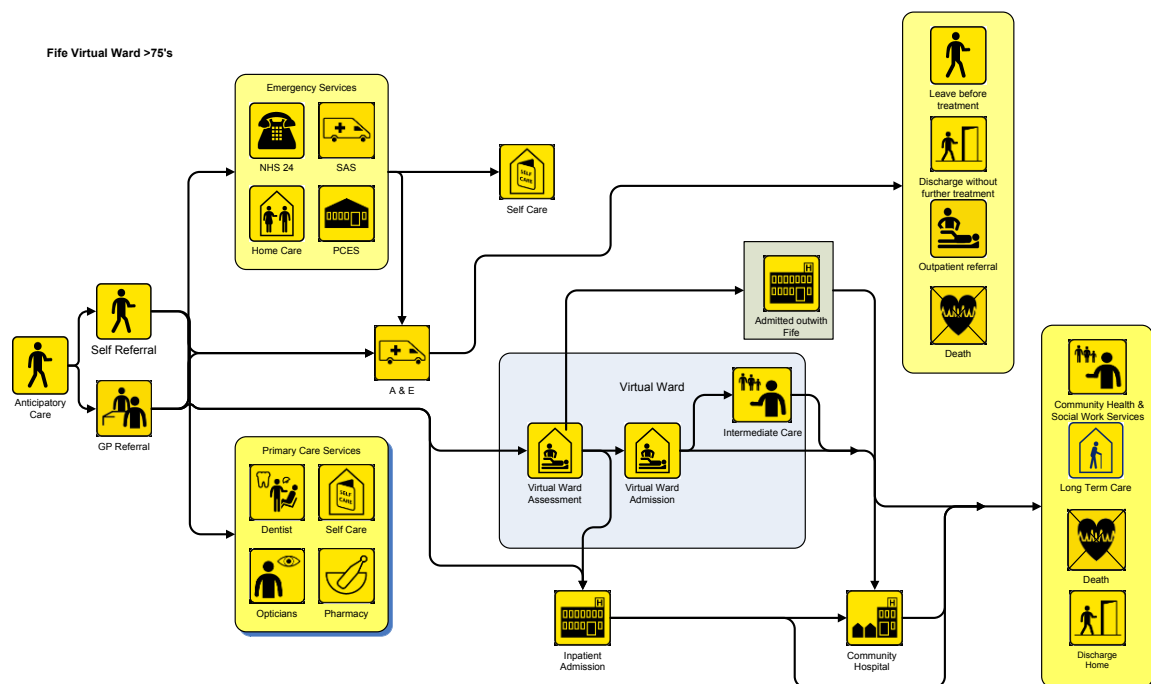 Fife Virtual Ward >75's
Emergency Services
NHS 24
SAS
Home Care
PCES
SELF
CARE
Self Care
Leave before
treatment
Discharge without
further treatment
Outpatient referral
Death
H
Admitted outwith
Fife
Self Referral
Anticipatory
Care
GP Referral
A & E
Virtual Ward
Intermediate Care
Virtual Ward
Assessment
Virtual Ward
Admission
Primary Care Services
Dentist
SELF
CARE
Self Care
Opticians
Pharmacy
H
Inpatient
Admission
H
Community
Hospital
Community Health &
Social Work Services
Long Term Care
Death
Discharge
Home